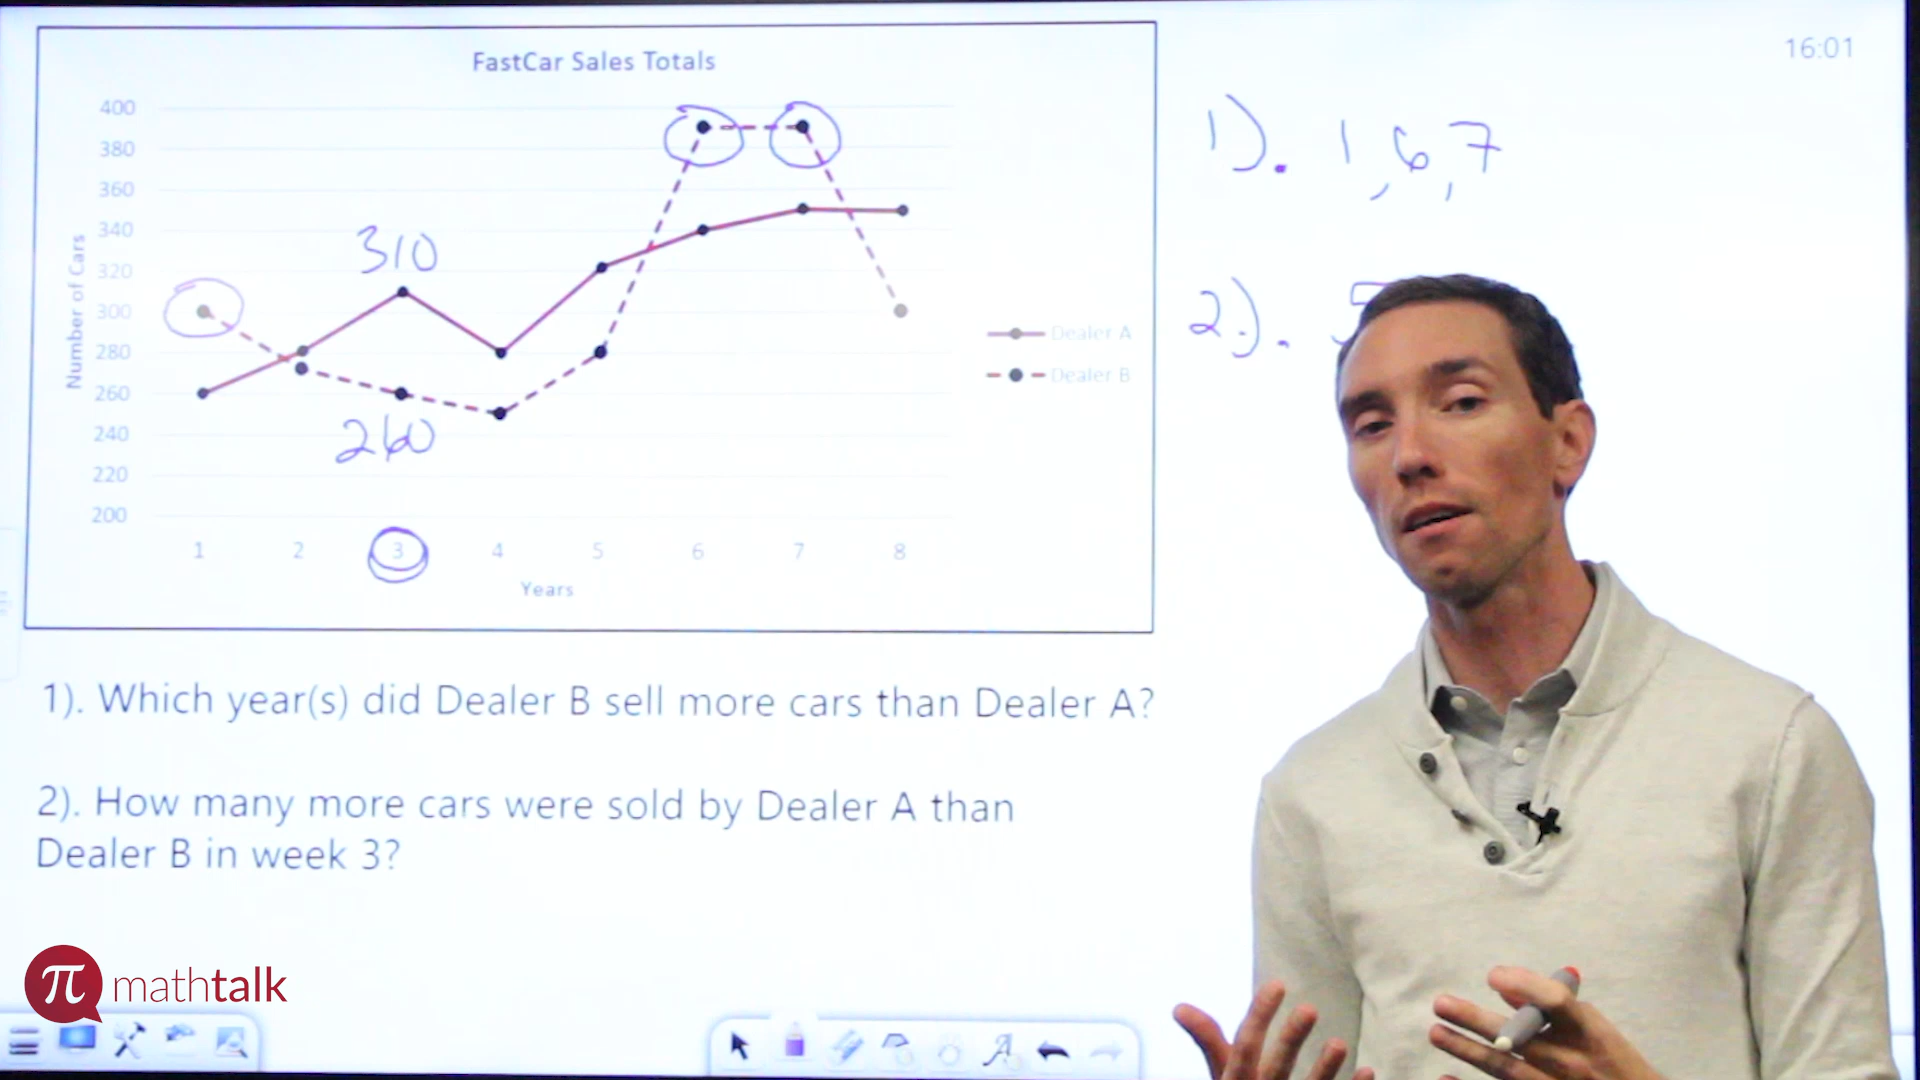 FastCar Sales Totals
16:01
400
380
360
340
320
300
280
260
240
220
200
Number of Cars
310
260
Dealer A
Dealer B
1 2 3 4 5 6 7 8
Years
1). 1, 6, 7
2).
1). Which year(s) did Dealer B sell more cars than Dealer A?
2). How many more cars were sold by Dealer A than
Dealer B in week 3?
π mathtalk